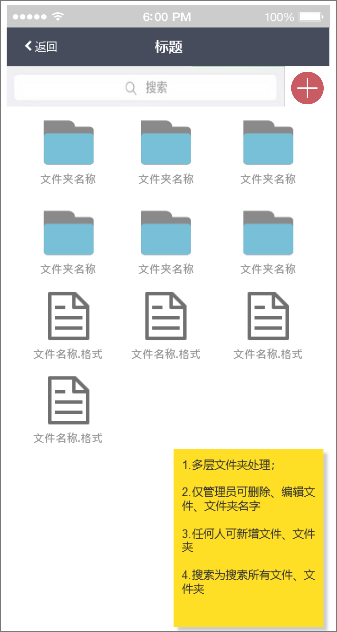 6:00 PM 100%
返回 标题
搜索
文件夹名称 文件夹名称 文件夹名称
文件夹名称 文件夹名称 文件夹名称
文件名称.格式 文件名称.格式 文件名称.格式
文件名称.格式
1.多层文件夹处理；
2.仅管理员可删除、编辑文
件、文件夹名字
3.任何人可新增文件、文件
夹
4.搜索为搜索所有文件、文
件夹